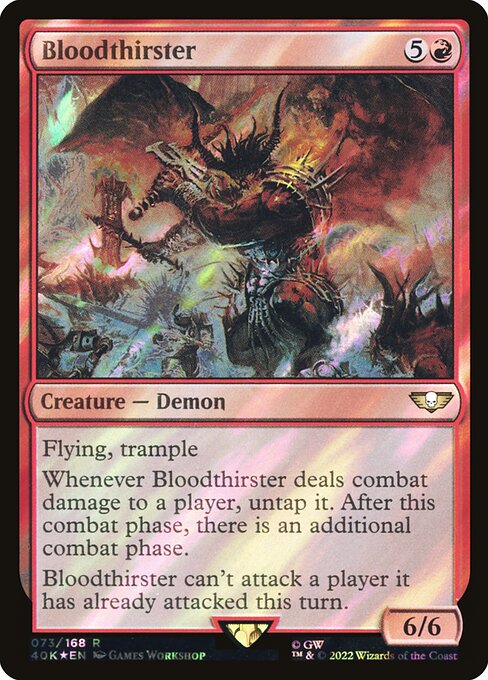 Bloodthirster 5
Creature — Demon
Flying, trample
Whenever Bloodthirster deals combat
damage to a player, untap it. After this
combat phase, there is an additional
combat phase.
Bloodthirster can't attack a player it
has already attacked this turn.
6/6
073/168 R
40K★EN Games Workshop
© GW
™ & © 2022 Wizards of the Coast